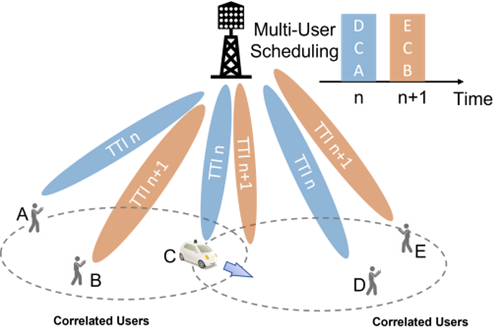 Multi-User
Scheduling
D
C
A
E
C
B
n
n+1
Time
TTI n
TTI n+1
TTI n
TTI n+1
TTI n
TTI n+1
A
B
C
D
E
Correlated Users
Correlated Users